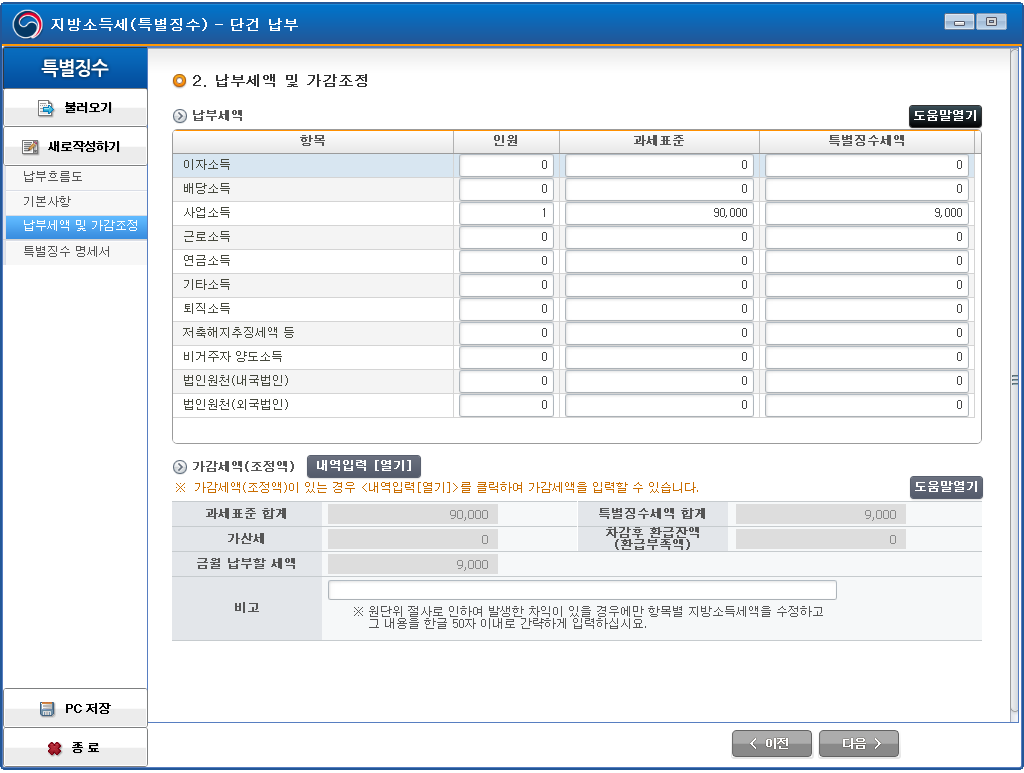 지방소득세(특별징수) - 단건 납부
특별징수
불러오기
새로작성하기
납부흐름도
기본사항
납부세액 및 가감조정
특별징수 명세서
PC 저장
종 료
2. 납부세액 및 가감조정
납부세액
도움말열기
항목 인원 과세표준 특별징수세액
이자소득 0 0 0
배당소득 0 0 0
사업소득 1 90,000 9,000
근로소득 0 0 0
연금소득 0 0 0
기타소득 0 0 0
퇴직소득 0 0 0
저축해지추징세액 등 0 0 0
비거주자 양도소득 0 0 0
법인원천(내국법인) 0 0 0
법인원천(외국법인) 0 0 0
가감세액(조정액) 내역입력 [열기]
※ 가감세액(조정액)이 있는 경우 <내역입력[열기]>를 클릭하여 가감세액을 입력할 수 있습니다.
도움말열기
과세표준 합계 90,000 특별징수세액 합계 9,000
가산세 0 차감후 환급잔액
(환급부족액) 0
금월 납부할 세액 9,000
비고
※ 원단위 절사로 인하여 발생한 차익이 있을 경우에만 항목별 지방소득세액을 수정하고
그 내용을 한글 50자 이내로 간략하게 입력하십시요.
< 이전
다음 >